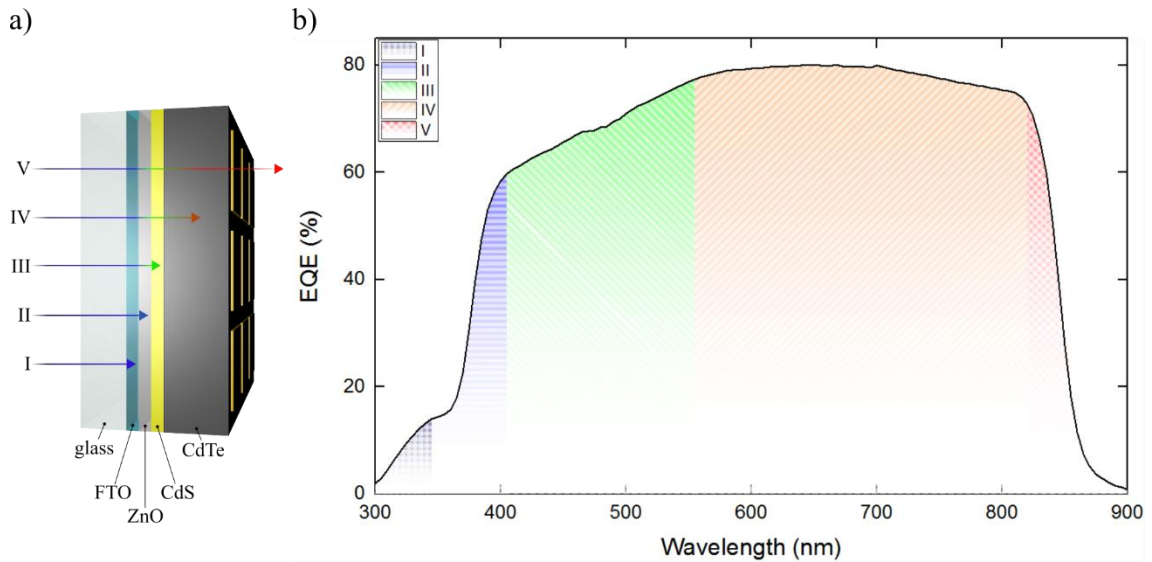 a)
V
IV
III
II
I
glass
FTO
ZnO
CdS
CdTe
b)
I
II
III
IV
V
80
60
40
20
0
EQE (%)
300 400 500 600 700 800 900
Wavelength (nm)